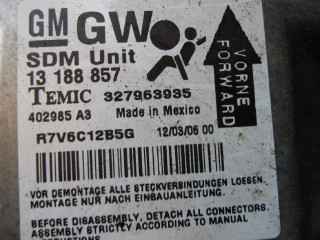 GM GW
SDM Unit
13 188 857
TEMIC 327963935
402985 A3 Made in Mexico
R7V6C12B5G 12/03/06 00
VORNE
FORWARD
VOR DEMONTAGE ALLE STECKVERBINDUNGEN LOESEN.
MONTAGE NUR NACH EINBAUANLEITUNG
BEFORE DISASSEMBLY, DETACH ALL CONNECTORS.
ASSEMBLY STRICTLY ACCORDING TO MANUAL